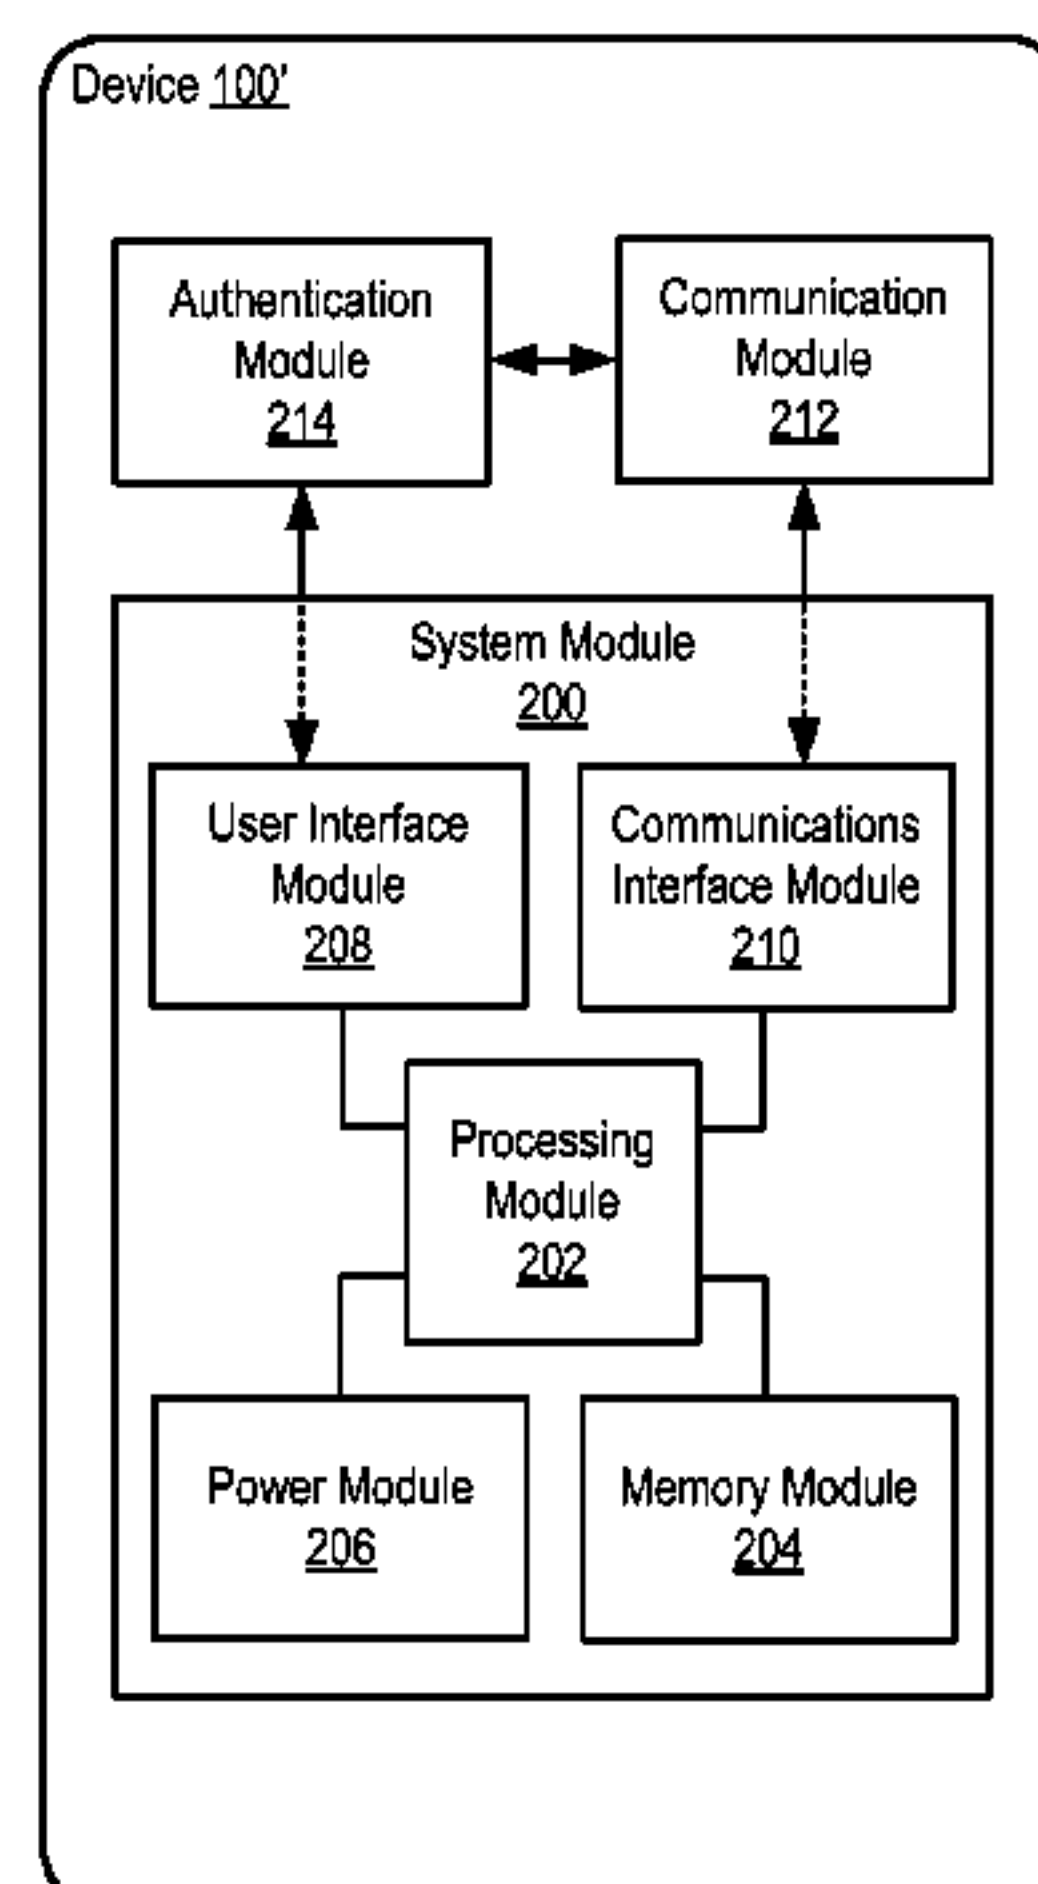 Device 100'
Authentication
Module
214
Communication
Module
212
System Module
200
User Interface
Module
208
Communications
Interface Module
210
Processing
Module
202
Power Module
206
Memory Module
204